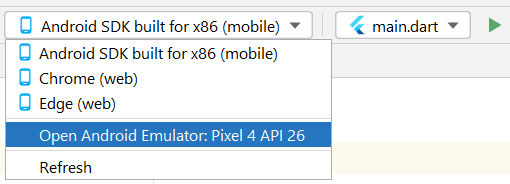 Android SDK built for x86 (mobile) main.dart
Android SDK built for x86 (mobile)
Chrome (web)
Edge (web)
Open Android Emulator: Pixel 4 API 26
Refresh